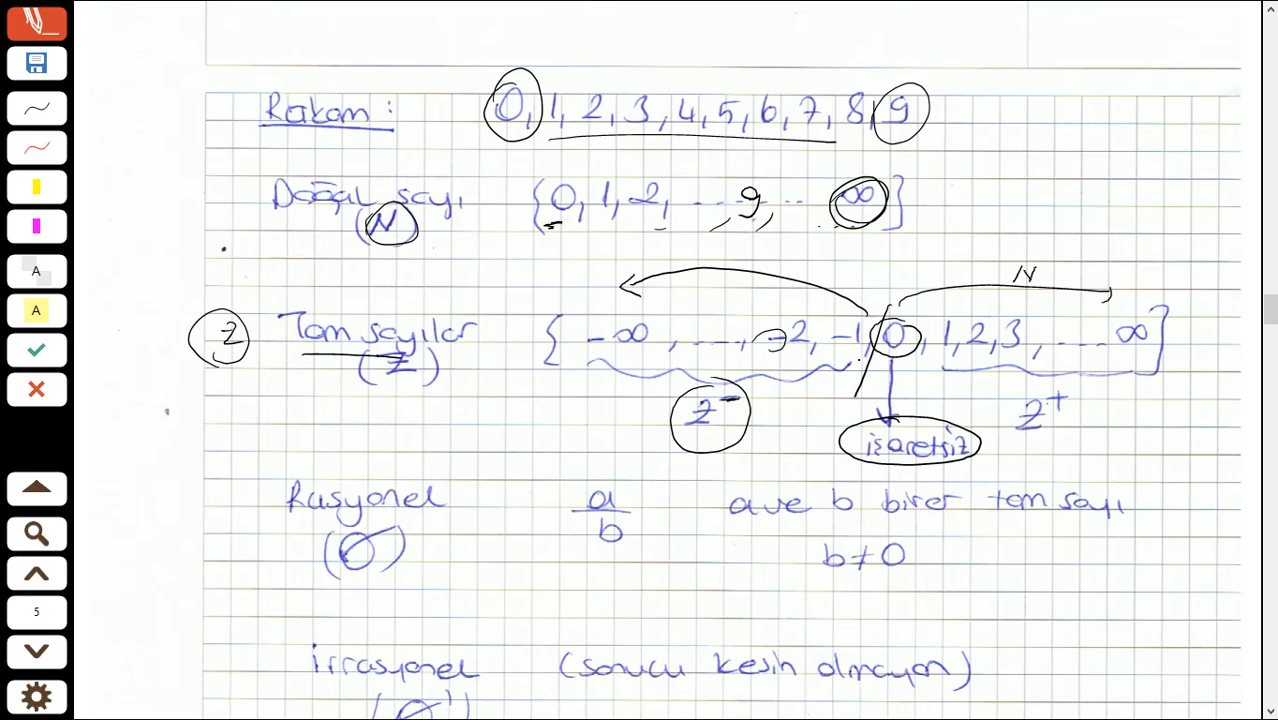 Rakam: 0, 1, 2, 3, 4, 5, 6, 7, 8, 9
Doğal sayı {0, 1, 2, ... 9, ... ∞}
(N)
N
Z Tam sayılar { -∞, ...., -2, -1, 0, 1, 2, 3, .... ∞}
(Z)
Z⁻ işaretsiz Z⁺
Rasyonel a/b a ve b birer tam sayı
(Q) b ≠ 0
irrasyonel (sonucu kesin olmayan)
(Q')
A
A
5